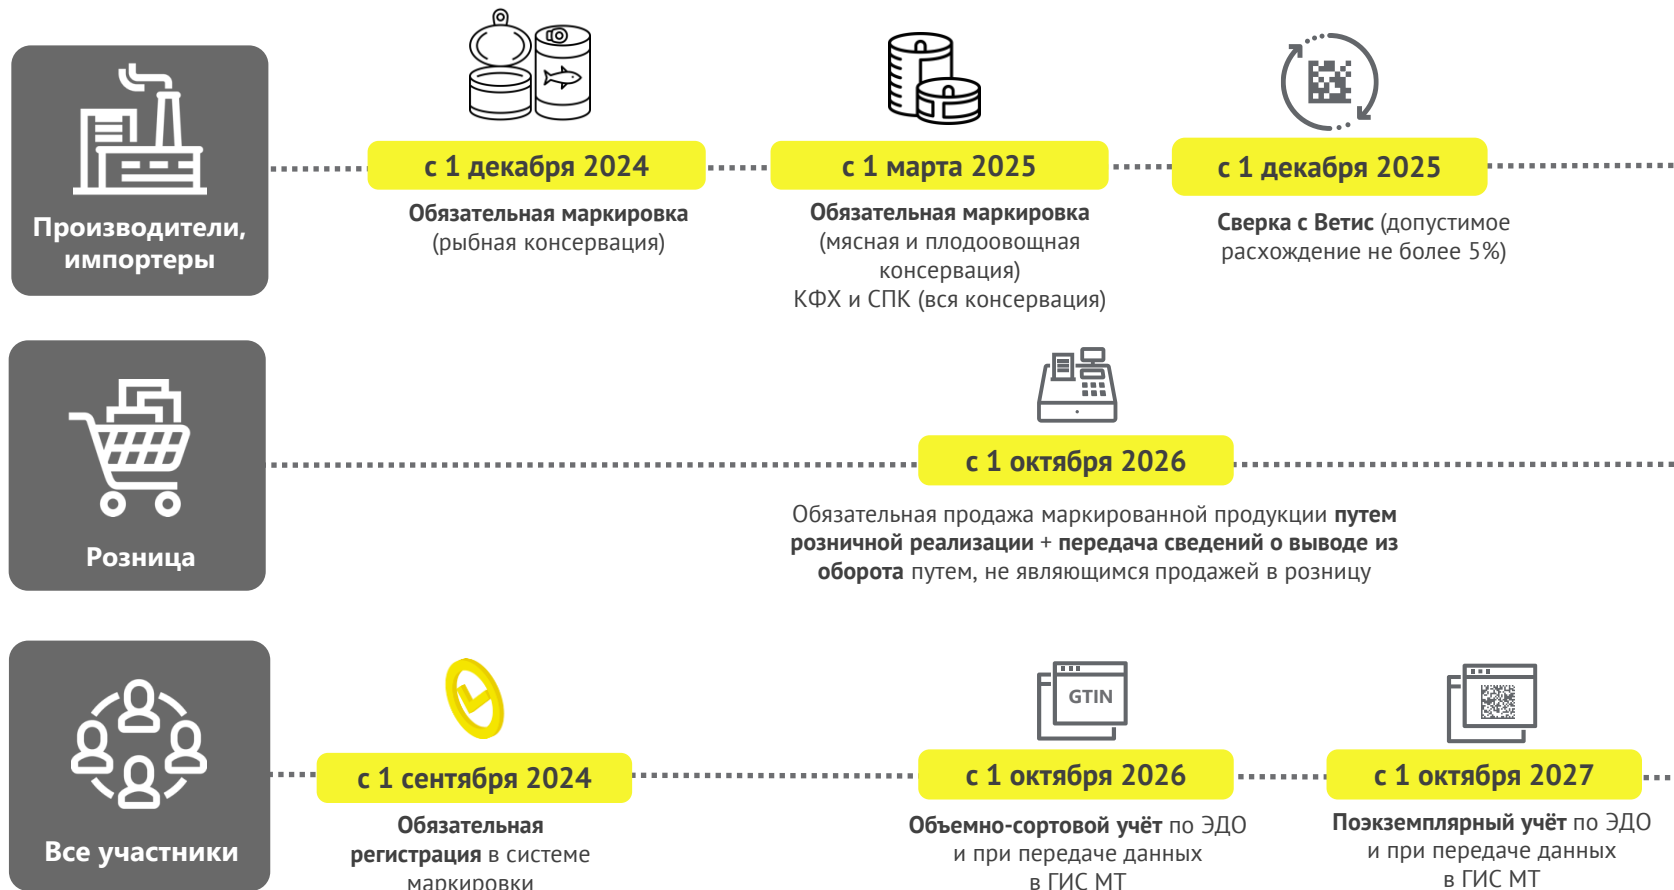 Производители,
импортеры
с 1 декабря 2024
Обязательная маркировка
(рыбная консервация)
с 1 марта 2025
Обязательная маркировка
(мясная и плодоовощная
консервация)
КФХ и СПК (вся консервация)
с 1 декабря 2025
Сверка с Ветис (допустимое
расхождение не более 5%)
Розница
с 1 октября 2026
Обязательная продажа маркированной продукции путем
розничной реализации + передача сведений о выводе из
оборота путем, не являющимся продажей в розницу
Все участники
с 1 сентября 2024
Обязательная
регистрация в системе
маркировки
GTIN
с 1 октября 2026
Объемно-сортовой учёт по ЭДО
и при передаче данных
в ГИС МТ
с 1 октября 2027
Поэкземплярный учёт по ЭДО
и при передаче данных
в ГИС МТ